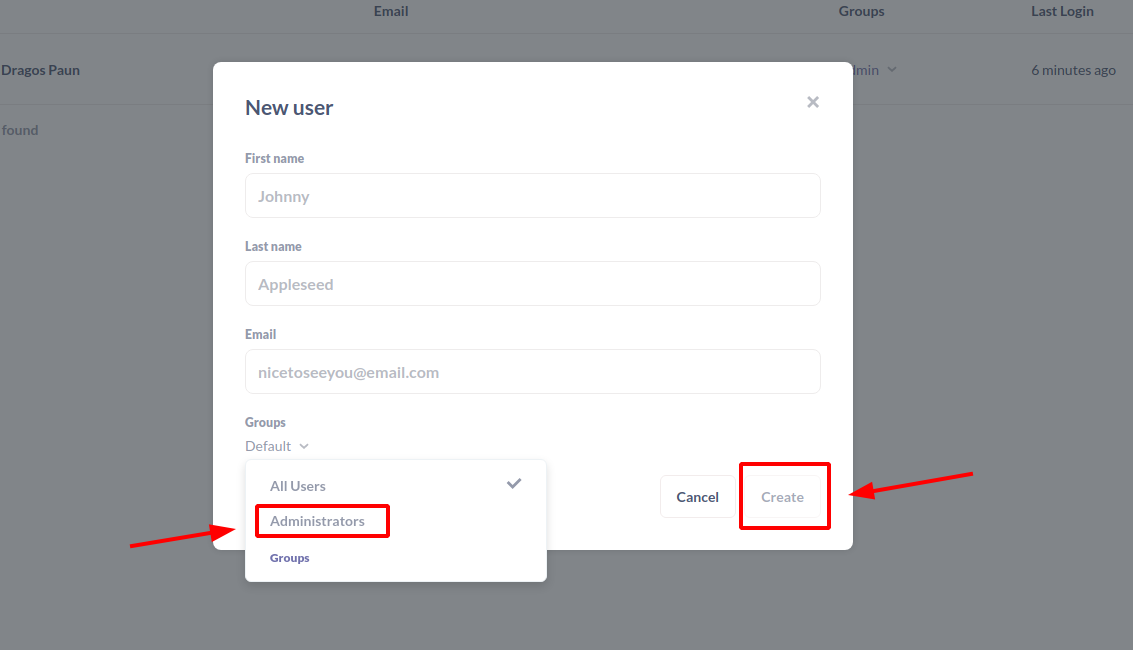 Email Groups Last Login
Dragos Paun 6 minutes ago
found
New user
First name
Johnny
Last name
Appleseed
Email
nicetoseeyou@email.com
Groups
Default
All Users
Administrators
Groups
Cancel Create